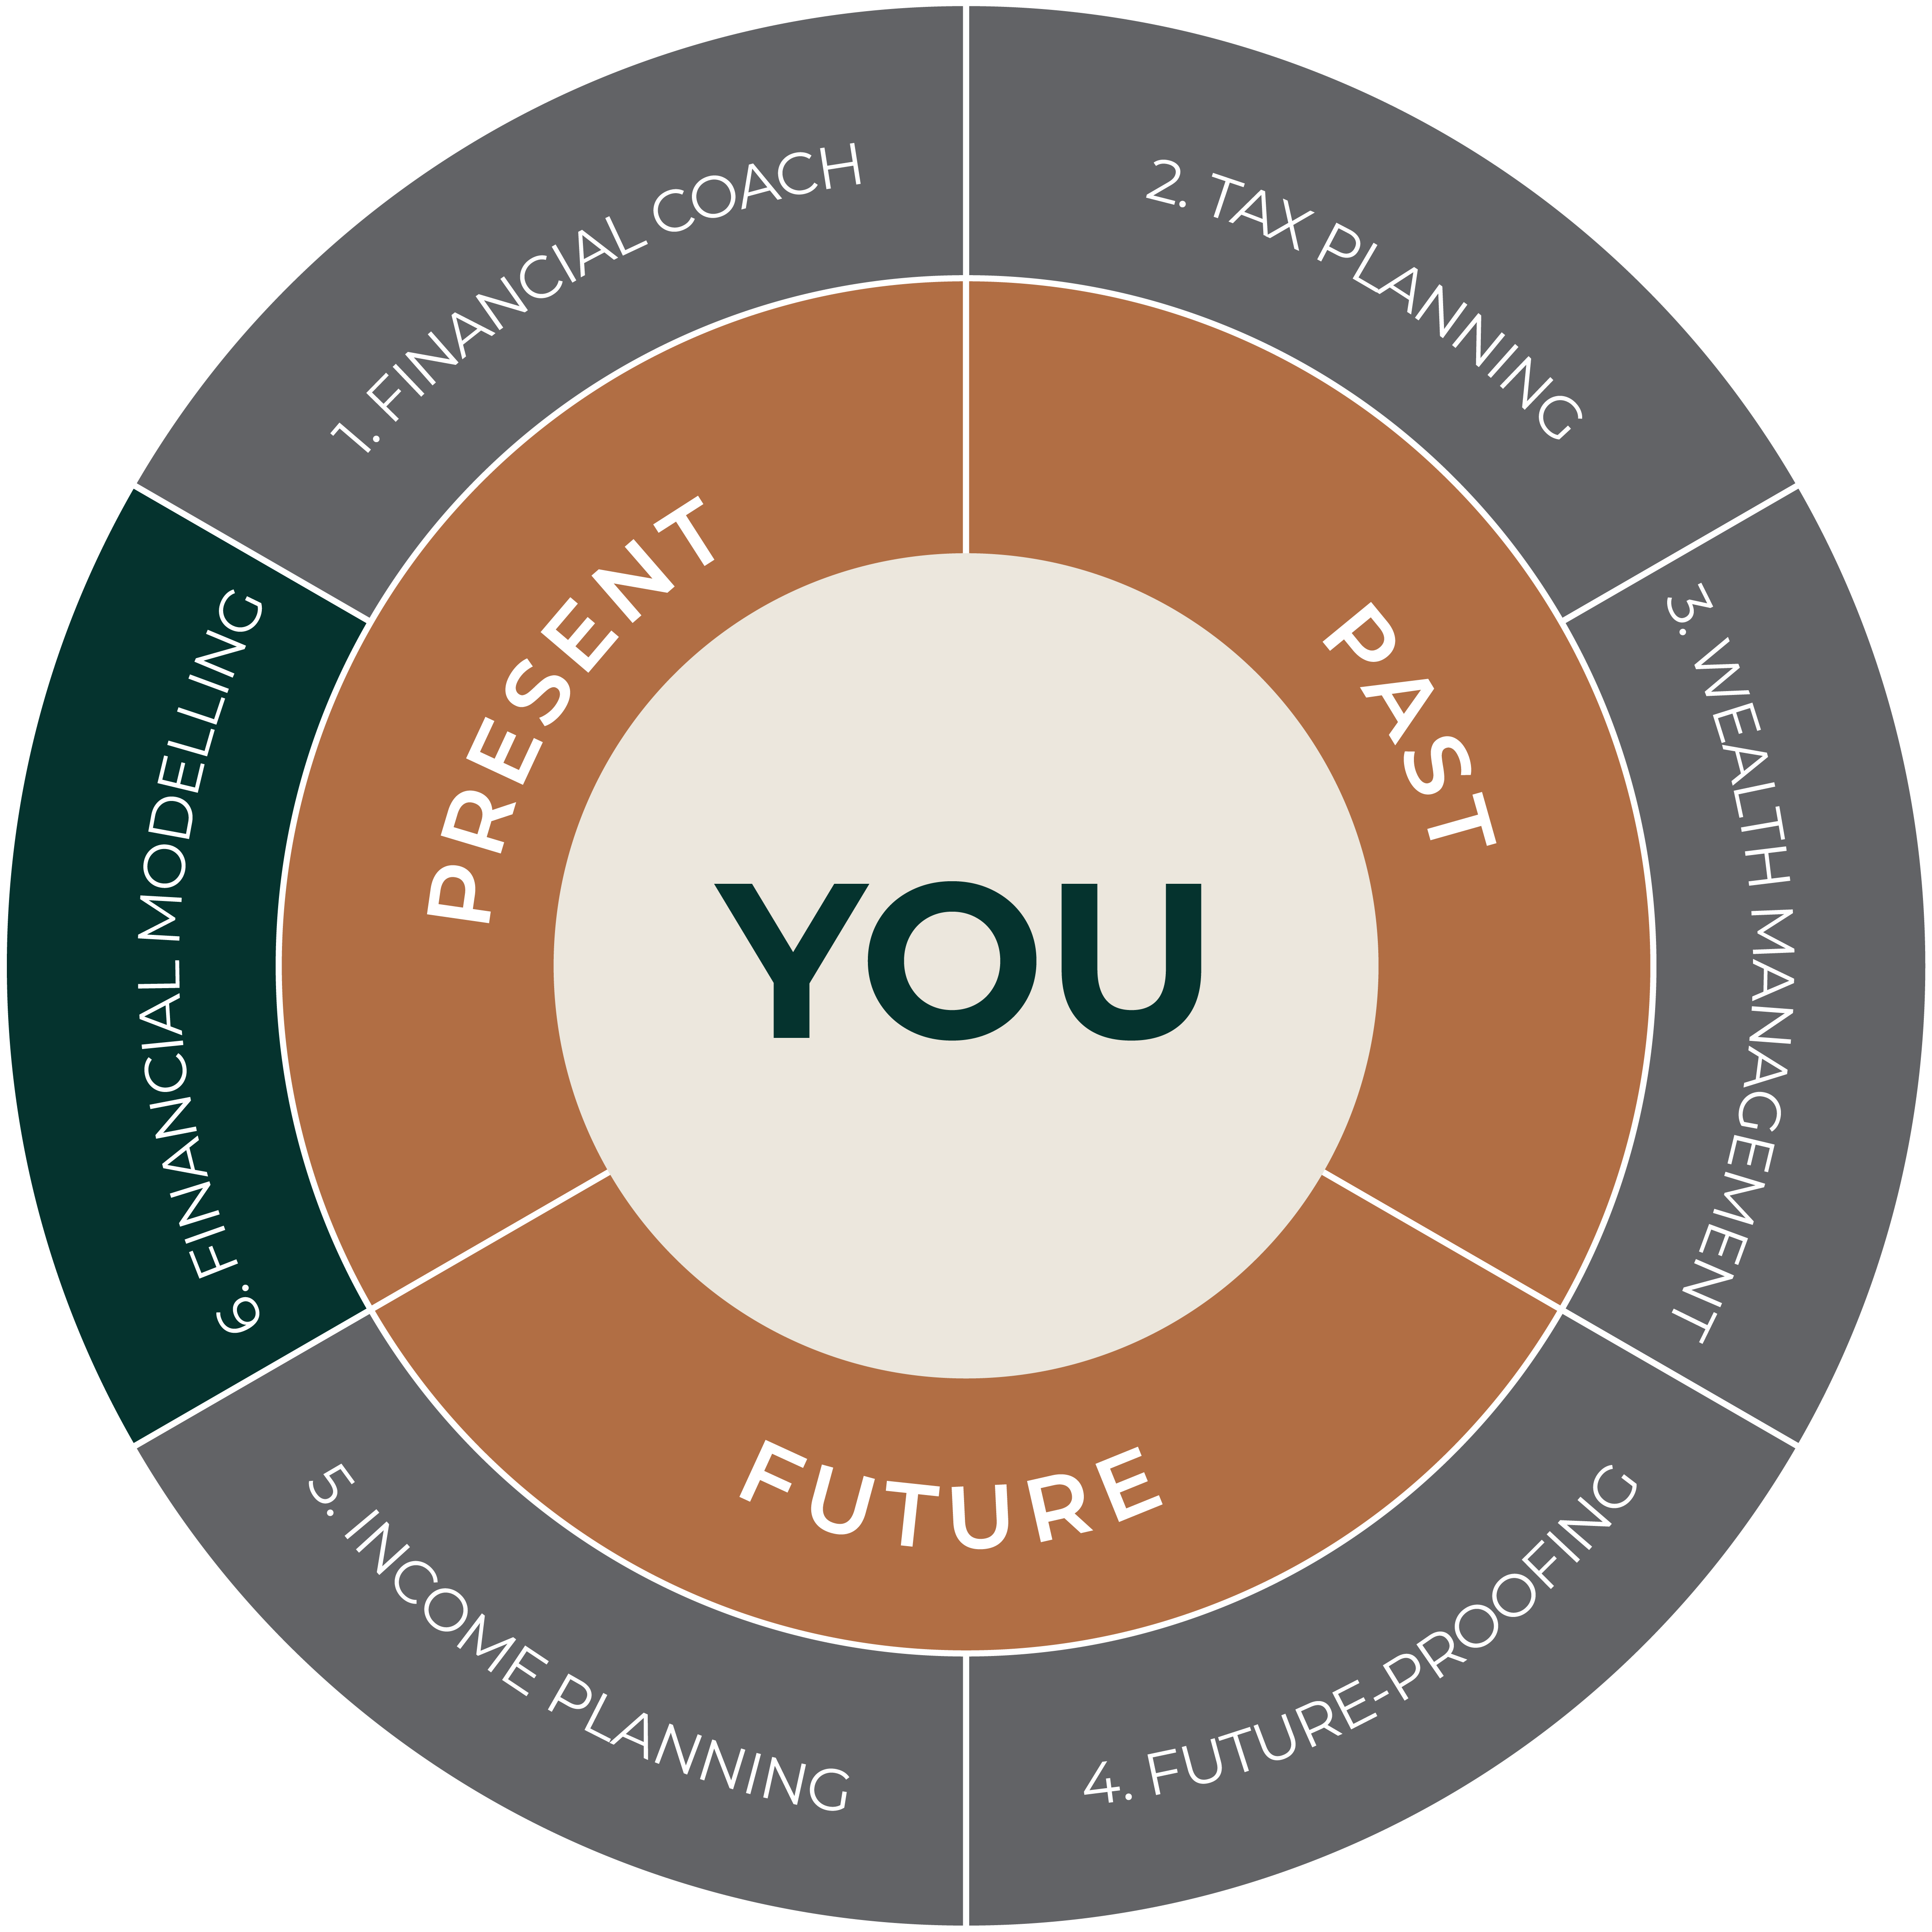 1. FINANCIAL COACH
2. TAX PLANNING
3. WEALTH MANAGEMENT
4. FUTURE-PROOFING
5. INCOME PLANNING
6. FINANCIAL MODELLING
PRESENT
PAST
FUTURE
YOU